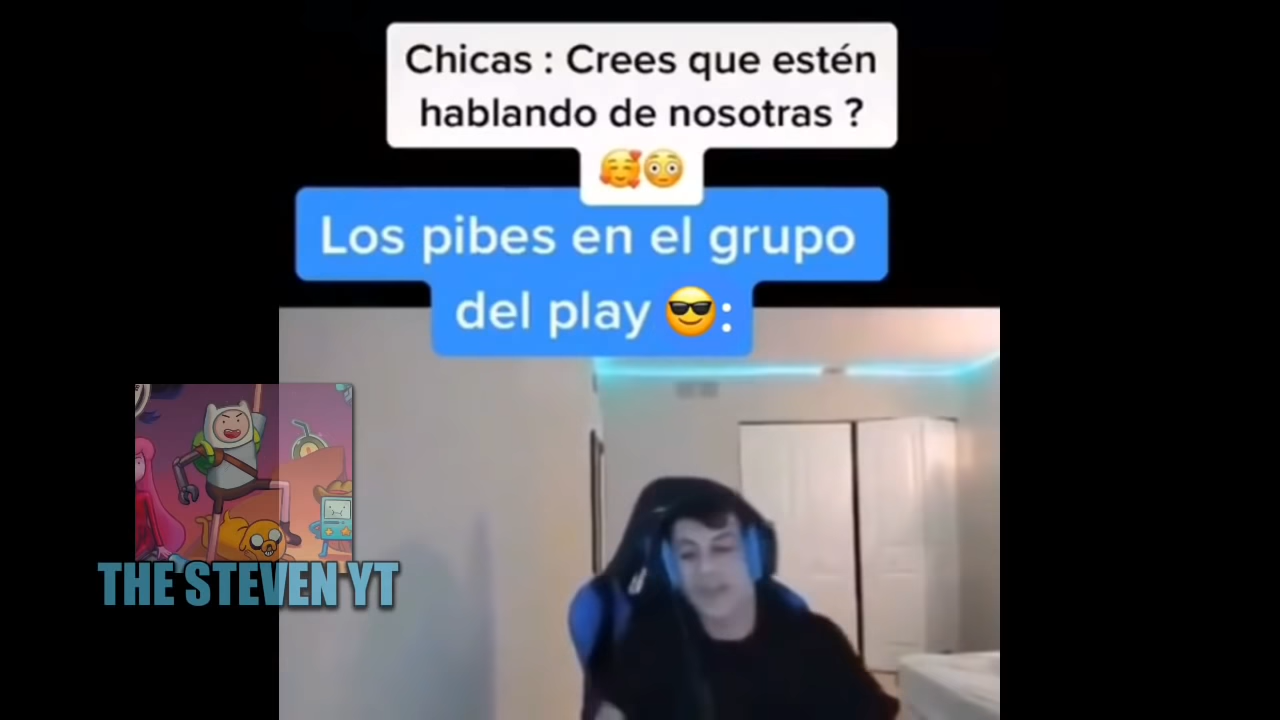 Chicas : Crees que estén
hablando de nosotras ?
🥰😳
Los pibes en el grupo
del play 😎:
THE STEVEN YT